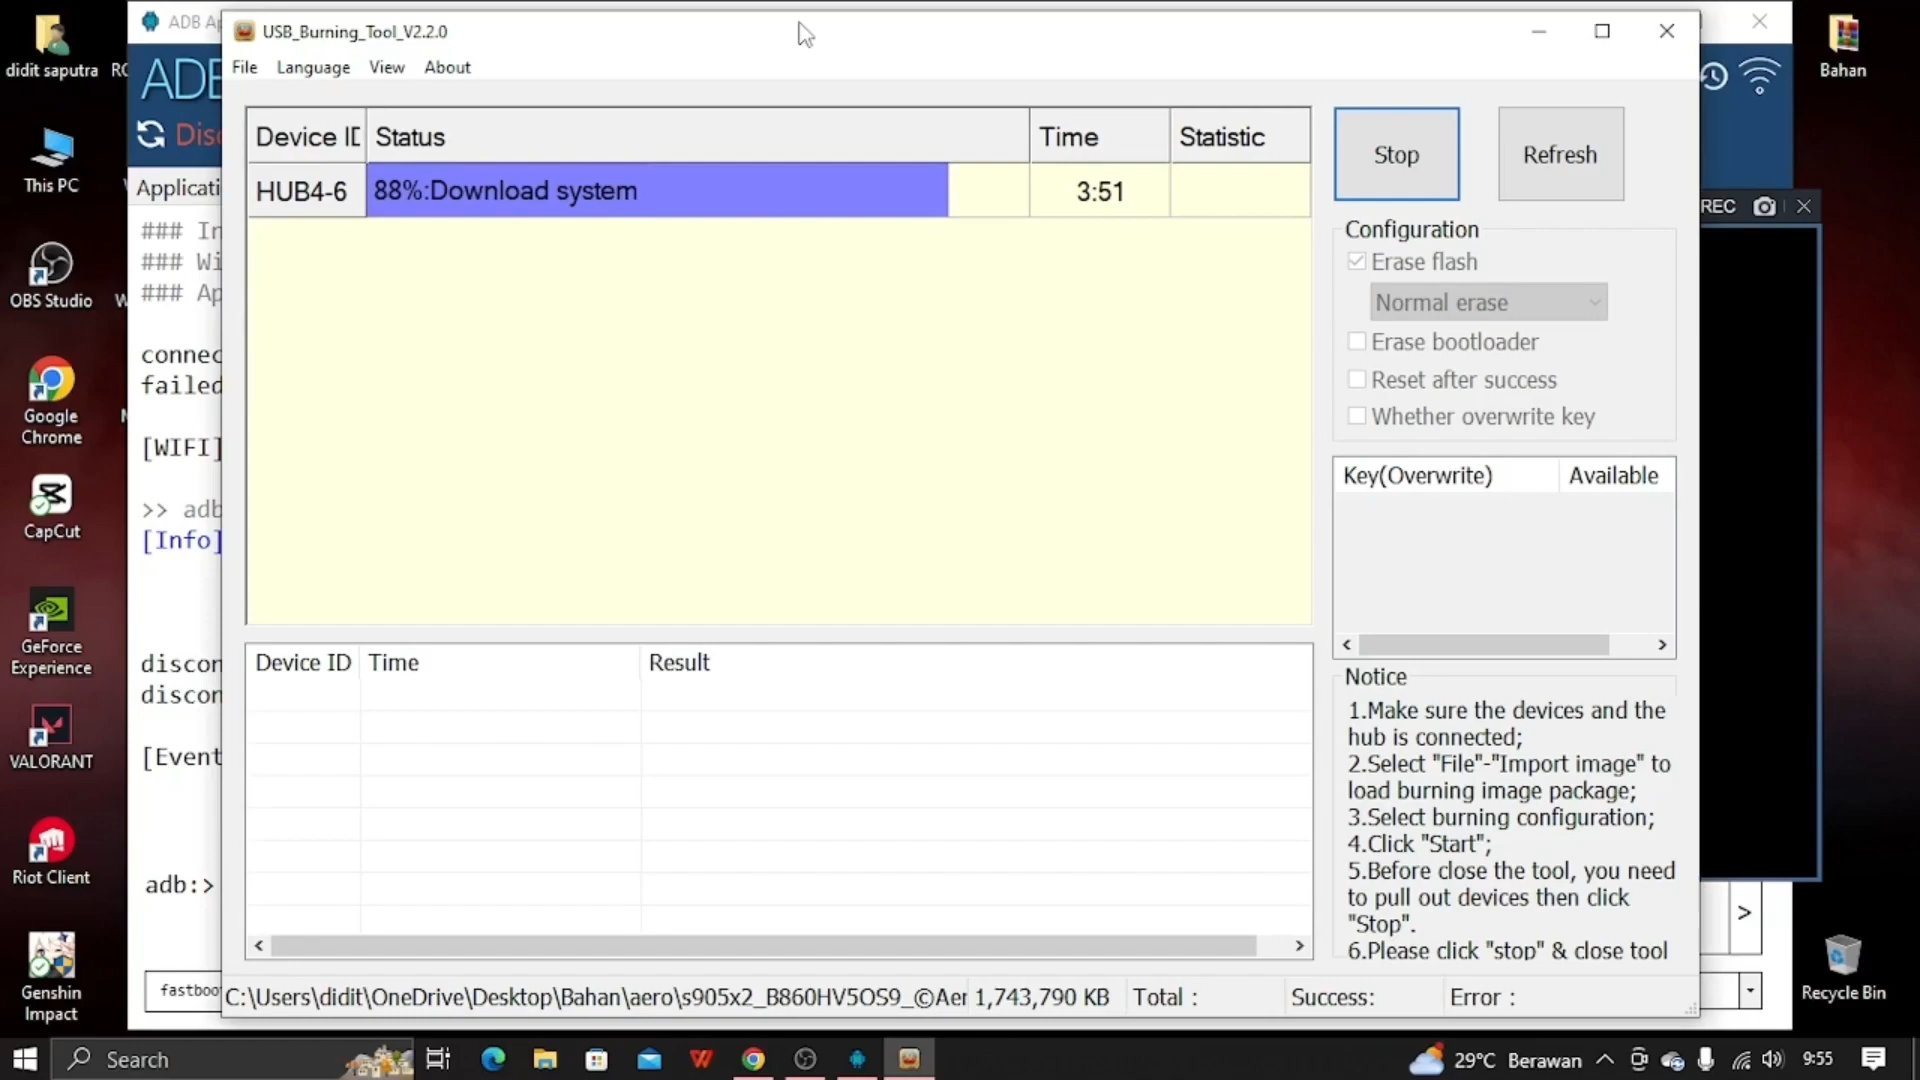 didit saputra
This PC
OBS Studio
Google
Chrome
CapCut
GeForce
Experience
VALORANT
Riot Client
Genshin
Impact
Bahan
Recycle Bin
ADB
REC
###
###
###
connec
failed
[WIFI]
>> adb
[Info]
discon
discon
[Event
adb:>
>
USB_Burning_Tool_V2.2.0
File Language View About
Device ID Status Time Statistic
HUB4-6 88%:Download system 3:51
Stop
Refresh
Configuration
Erase flash
Normal erase
Erase bootloader
Reset after success
Whether overwrite key
Key(Overwrite) Available
Device ID Time Result
Notice
1.Make sure the devices and the
hub is connected;
2.Select "File"-"Import image" to
load burning image package;
3.Select burning configuration;
4.Click "Start";
5.Before close the tool, you need
to pull out devices then click
"Stop".
6.Please click "stop" & close tool
C:\Users\didit\OneDrive\Desktop\Bahan\aero\s905x2_B860HV5OS9_©Aer 1,743,790 KB Total : Success: Error :
Search
29°C Berawan
9:55